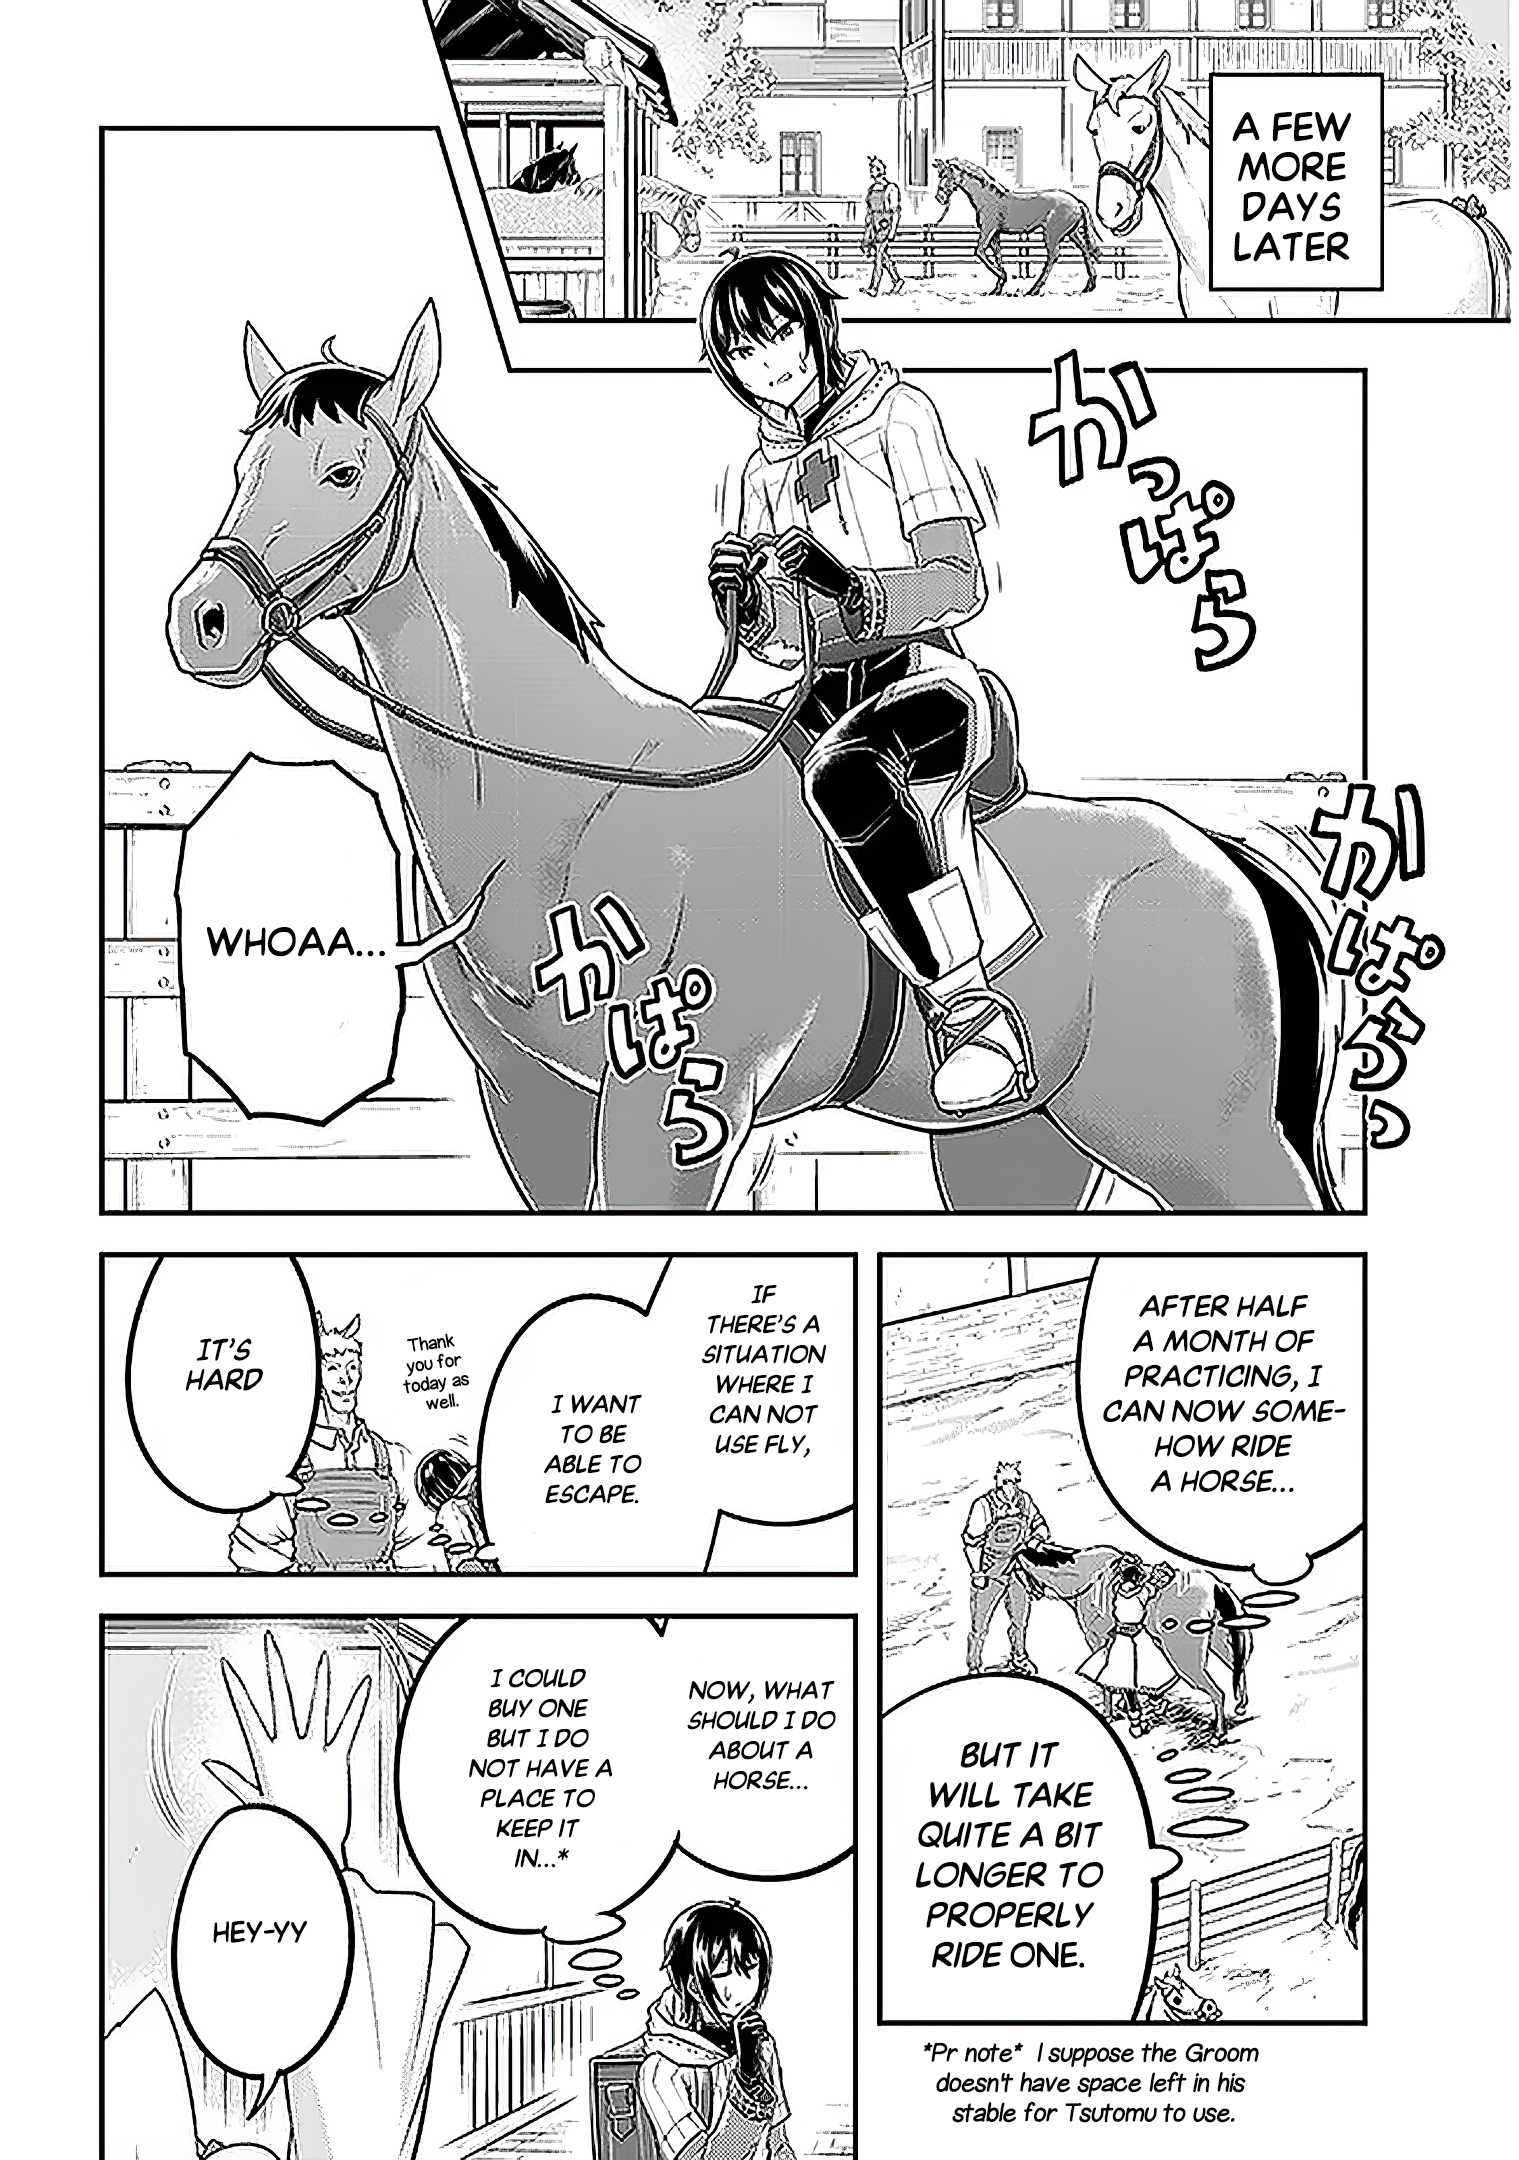 A FEW
MORE
DAYS
LATER
かっぱら
かぱらっ
かぱら
WHOAA...
AFTER HALF
A MONTH OF
PRACTICING, I
CAN NOW SOME-
HOW RIDE
A HORSE...
BUT IT
WILL TAKE
QUITE A BIT
LONGER TO
PROPERLY
RIDE ONE.
*Pr note* I suppose the Groom
doesn't have space left in his
stable for Tsutomu to use.
IF
THERE'S A
SITUATION
WHERE I
CAN NOT
USE FLY,
I WANT
TO BE
ABLE TO
ESCAPE.
Thank
you for
today as
well.
IT'S
HARD
NOW, WHAT
SHOULD I DO
ABOUT A
HORSE...
I COULD
BUY ONE
BUT I DO
NOT HAVE A
PLACE TO
KEEP IT
IN...*
HEY-YY